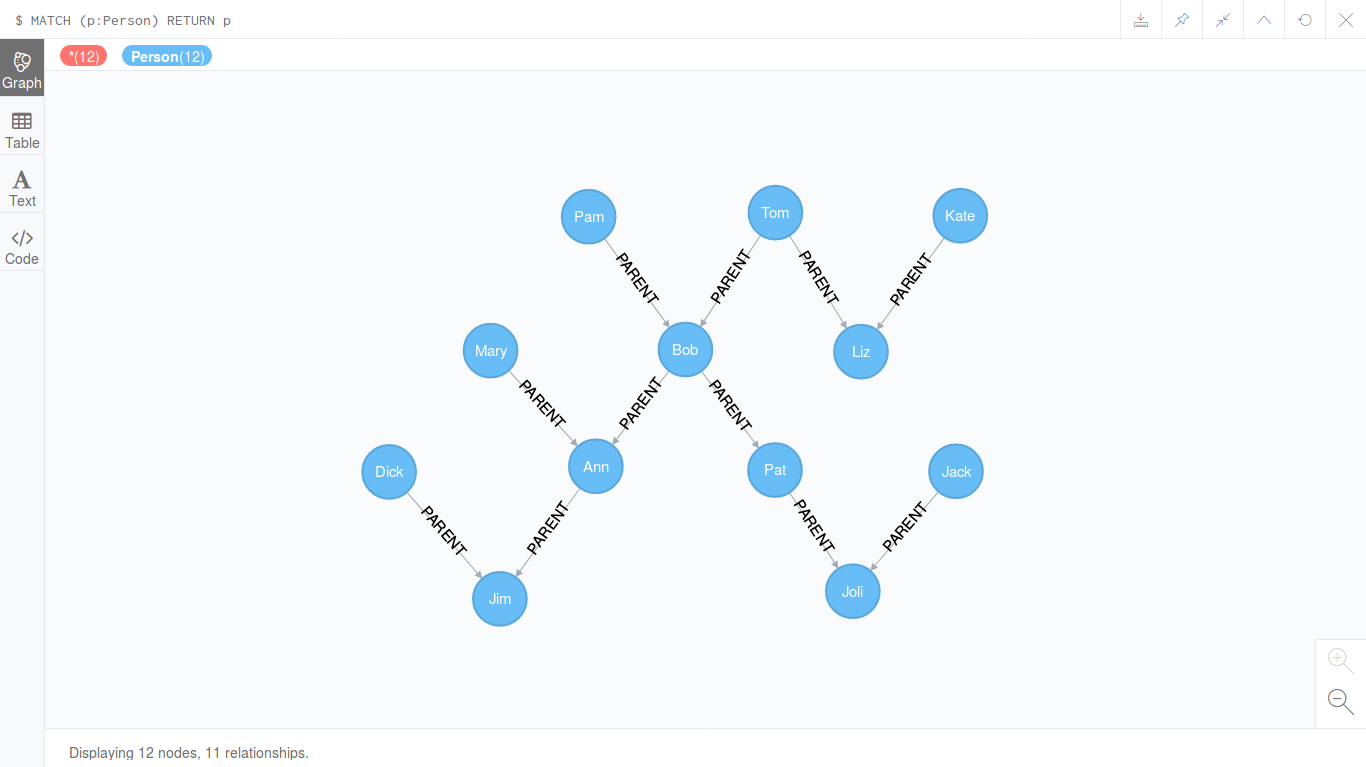 $ MATCH (p:Person) RETURN p
*(12) Person(12)
Graph
Table
A
Text
</>
Code
Pam
Tom
Kate
PARENT
PARENT
PARENT
PARENT
Mary
Bob
Liz
PARENT
PARENT
PARENT
Dick
Ann
Pat
Jack
PARENT
PARENT
PARENT
PARENT
Jim
Joli
Displaying 12 nodes, 11 relationships.